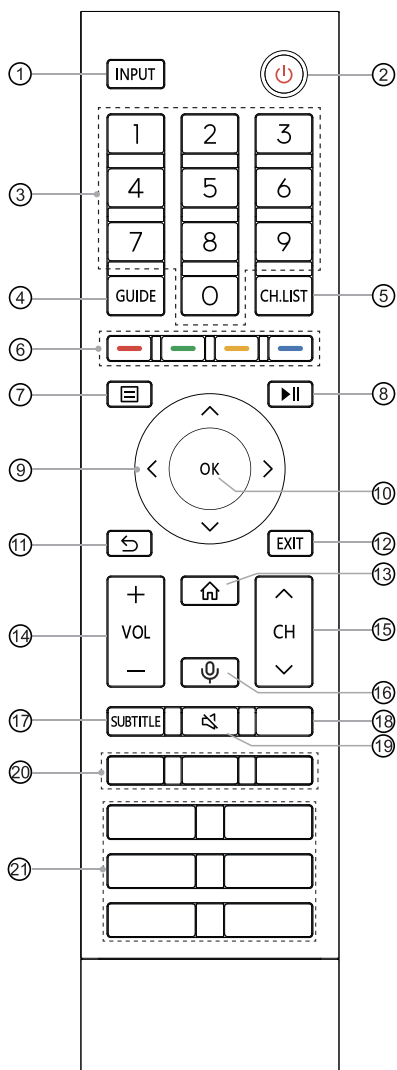 ① INPUT ②
1 2 3
③ 4 5 6
7 8 9
④ GUIDE 0 CH.LIST ⑤
⑥
⑦ ⑧
⑨ OK
⑩
⑪ EXIT ⑫
⑬
⑭ VOL CH ⑮
⑯
⑰ SUBTITLE ⑱
⑲
⑳
㉑